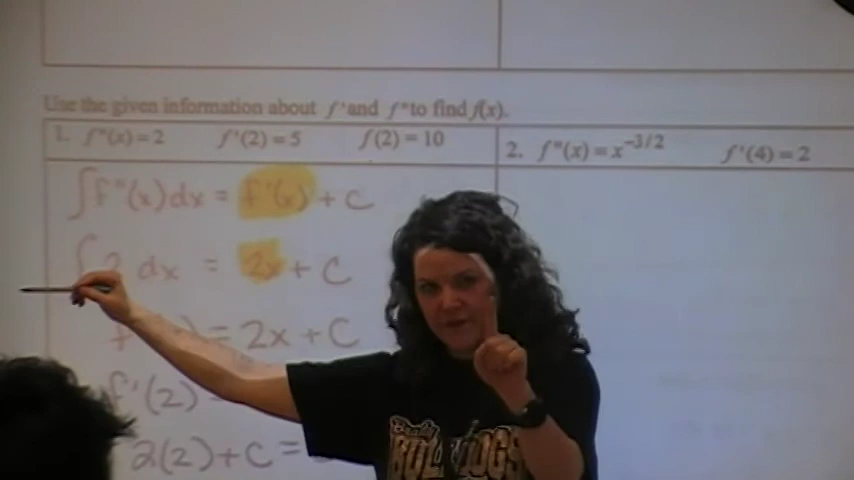 Use the given information about f' and f" to find f(x).
1. f"(x) = 2 f'(2) = 5 f(2) = 10
2. f"(x) = x^-3/2 f'(4) = 2
∫f"(x)dx = f'(x) + C
∫2 dx = 2x + C
= 2x + C
f'(2)
2(2) + C =
BULLDOGS